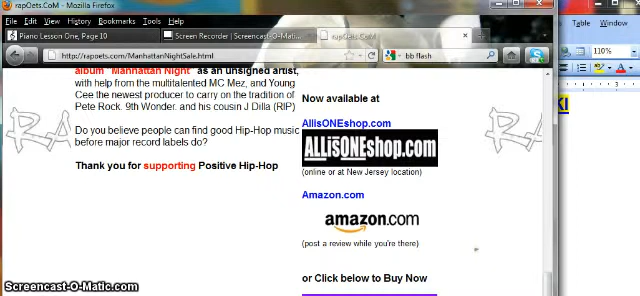 rapOets.CoM - Mozilla Firefox
File Edit View History Bookmarks Tools Help
Piano Lesson One, Page 10
Screen Recorder | Screencast-O-Mati...
rapOets.CoM
Table Window
http://rapoets.com/ManhattanNightSale.html
bb flash
110%
album "Manhattan Night" as an unsigned artist,
with help from the multitalented MC Mez, and Young
Cee the newest producer to carry on the tradition of
Pete Rock. 9th Wonder. and his cousin J Dilla (RIP)
Do you believe people can find good Hip-Hop music
before major record labels do?
Thank you for supporting Positive Hip-Hop
Now available at
AllisONEshop.com
ALLisONEshop.com
(online or at New Jersey location)
Amazon.com
amazon.com
(post a review while you're there)
or Click below to Buy Now
Screencast-O-Matic.com